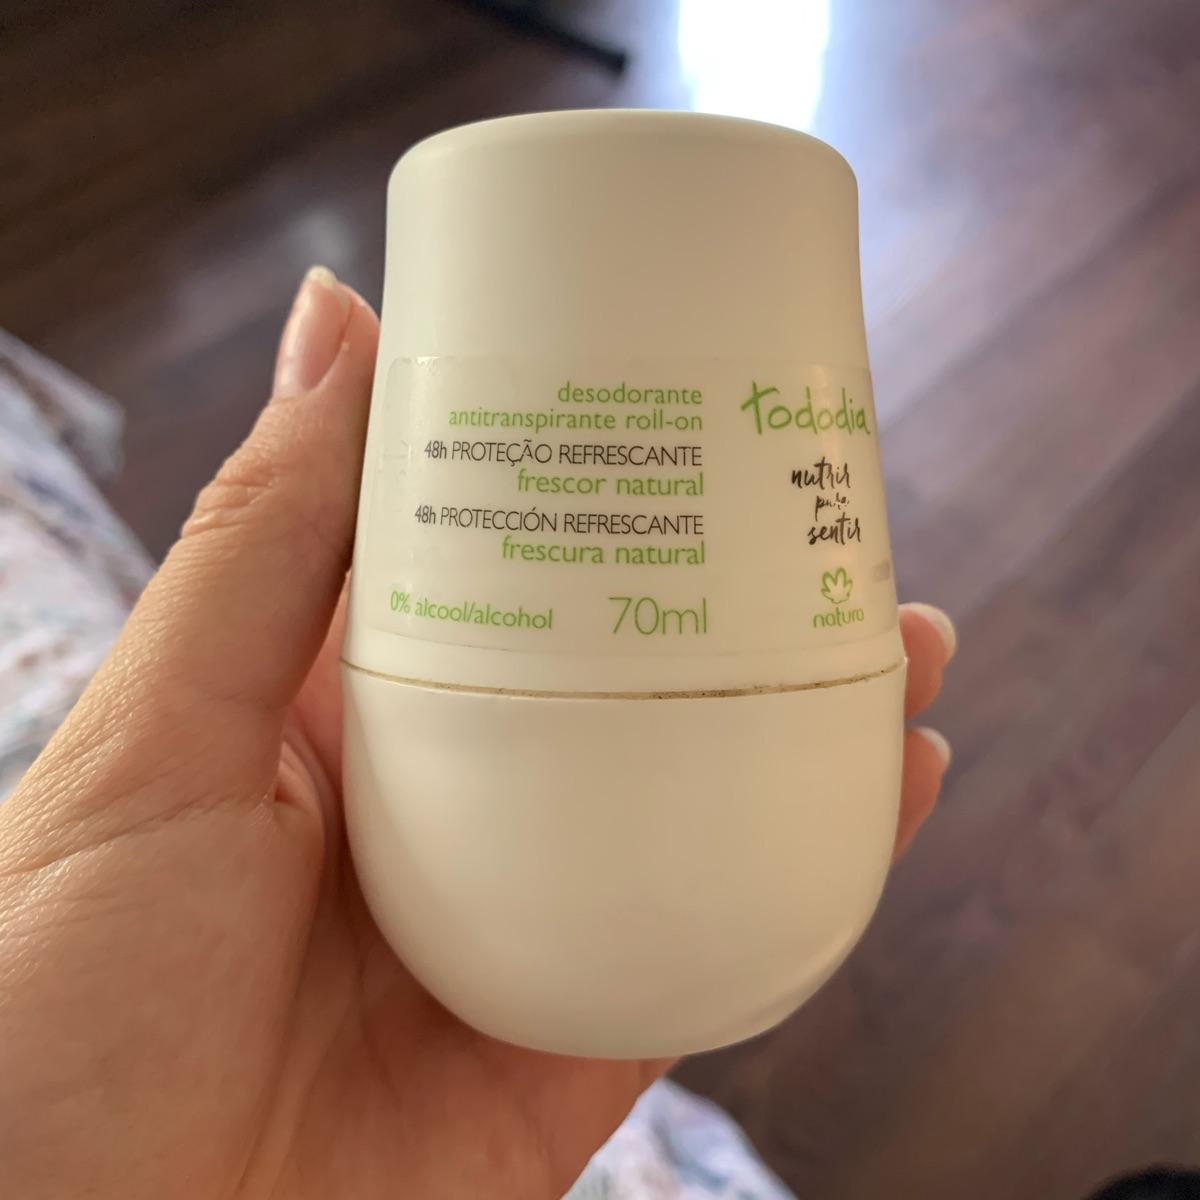 desodorante
antitranspirante roll-on
48h PROTEÇÃO REFRESCANTE
frescor natural
48h PROTECCIÓN REFRESCANTE
frescura natural
0% álcool/alcohol
70ml
tododia
nutrir
para
sentir
natura